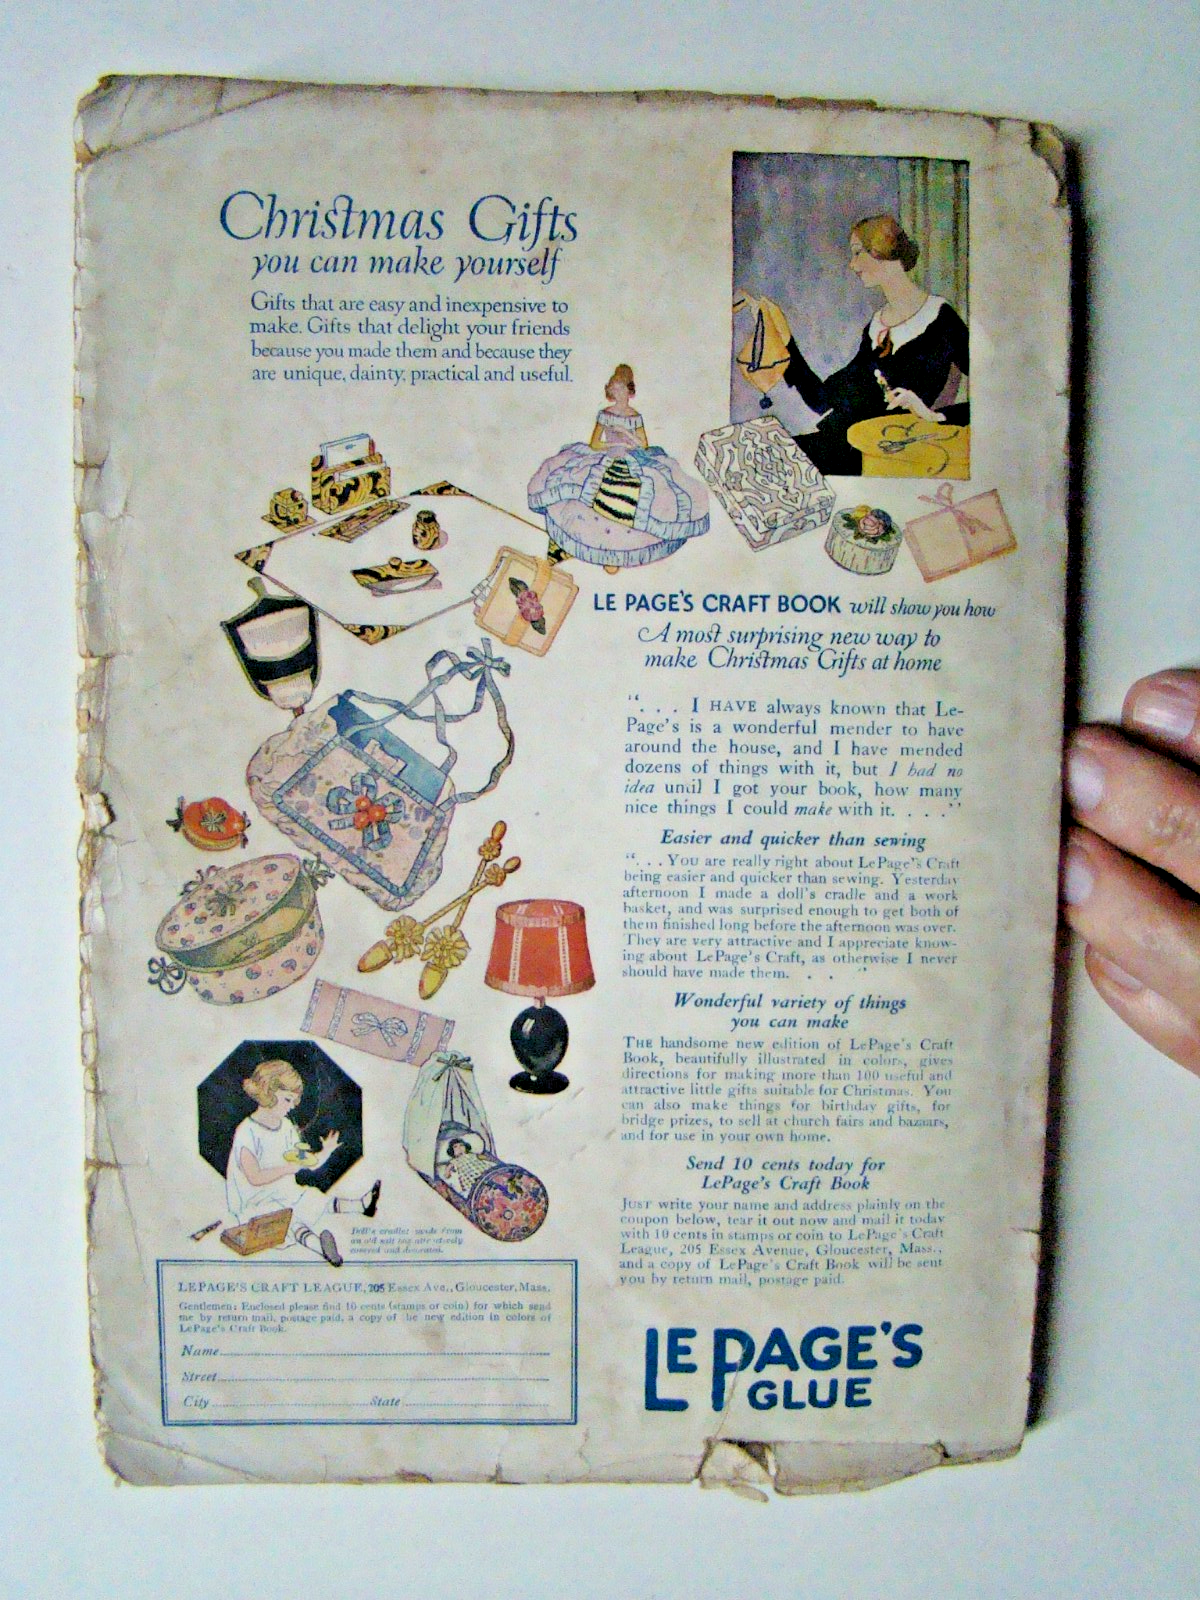 Christmas Gifts
you can make yourself
Gifts that are easy and inexpensive to
make. Gifts that delight your friends
because you made them and because they
are unique, dainty, practical and useful.
LE PAGE'S CRAFT BOOK will show you how
A most surprising new way to
make Christmas Gifts at home
". . . I HAVE always known that Le-
Page's is a wonderful mender to have
around the house, and I have mended
dozens of things with it, but I had no
idea until I got your book, how many
nice things I could make with it. . . ."
Easier and quicker than sewing
". . . YOU are really right about LePage's Craft
being easier and quicker than sewing. Yesterday
afternoon I made a doll's cradle and a work
basket, and was surprised enough to get both of
them finished long before the afternoon was over.
They are very attractive and I appreciate know-
ing about LePage's Craft, as otherwise I never
should have made them. . . "
Wonderful variety of things
you can make
THE handsome new edition of LePage's Craft
Book, beautifully illustrated in colors, gives
directions for making more than 100 useful and
attractive little gifts suitable for Christmas. You
can also make things for birthday gifts, for
bridge prizes, to sell at church fairs and bazaars,
and for use in your own home.
Send 10 cents today for
LePage's Craft Book
JUST write your name and address plainly on the
coupon below, tear it out now and mail it today
with 10 cents in stamps or coin to LePage's Craft
League, 205 Essex Avenue, Gloucester, Mass.,
and a copy of LePage's Craft Book will be sent
you by return mail, postage paid.
Doll's cradle: made from
an old salt box attractively
covered and decorated.
LEPAGE'S CRAFT LEAGUE, 205 Essex Ave., Gloucester, Mass.
Gentlemen: Enclosed please find 10 cents (stamps or coin) for which send
me by return mail, postage paid, a copy of the new edition in colors of
LePage's Craft Book.
Name
Street
City State
LE PAGE'S
GLUE